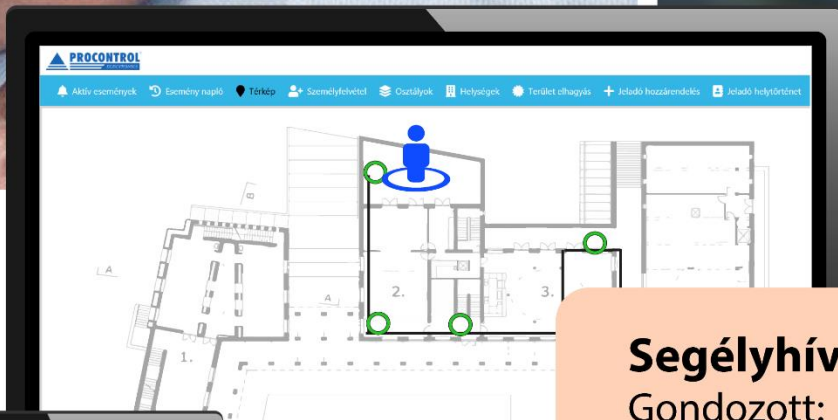 PROCONTROL
Aktív események Esemény napló Térkép Személyfelvétel Osztályok Helységek Terület elhagyás Jeladó hozzárendelés Jeladó helytörténet
B
A
A
2.
3.
1.
Segélyhív
Gondozott: